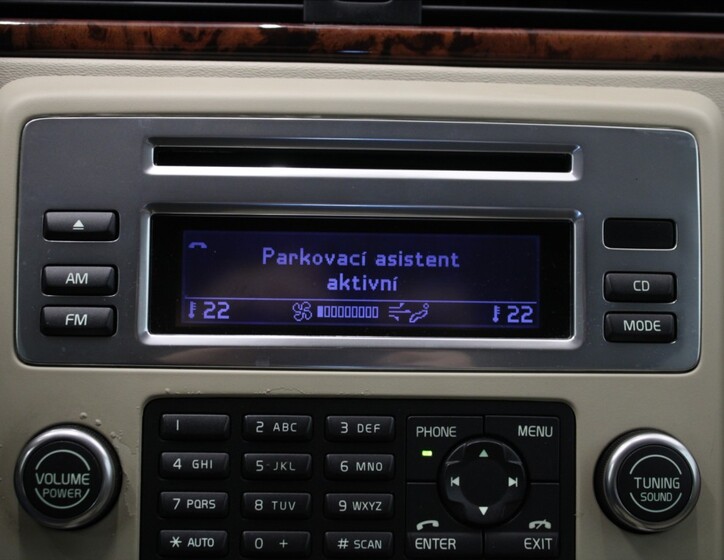 Parkovací asistent
aktivní
22 22
AM
FM
CD
MODE
1 2 ABC 3 DEF
4 GHI 5 JKL 6 MNO
7 PQRS 8 TUV 9 WXYZ
* AUTO 0 + # SCAN
PHONE MENU
ENTER EXIT
VOLUME
POWER
TUNING
SOUND